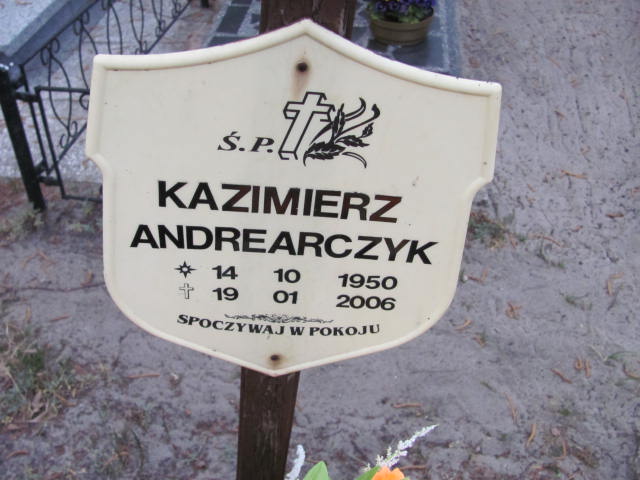 Ś.P.
KAZIMIERZ
ANDREARCZYK
14 10 1950
19 01 2006
SPOCZYWAJ W POKOJU